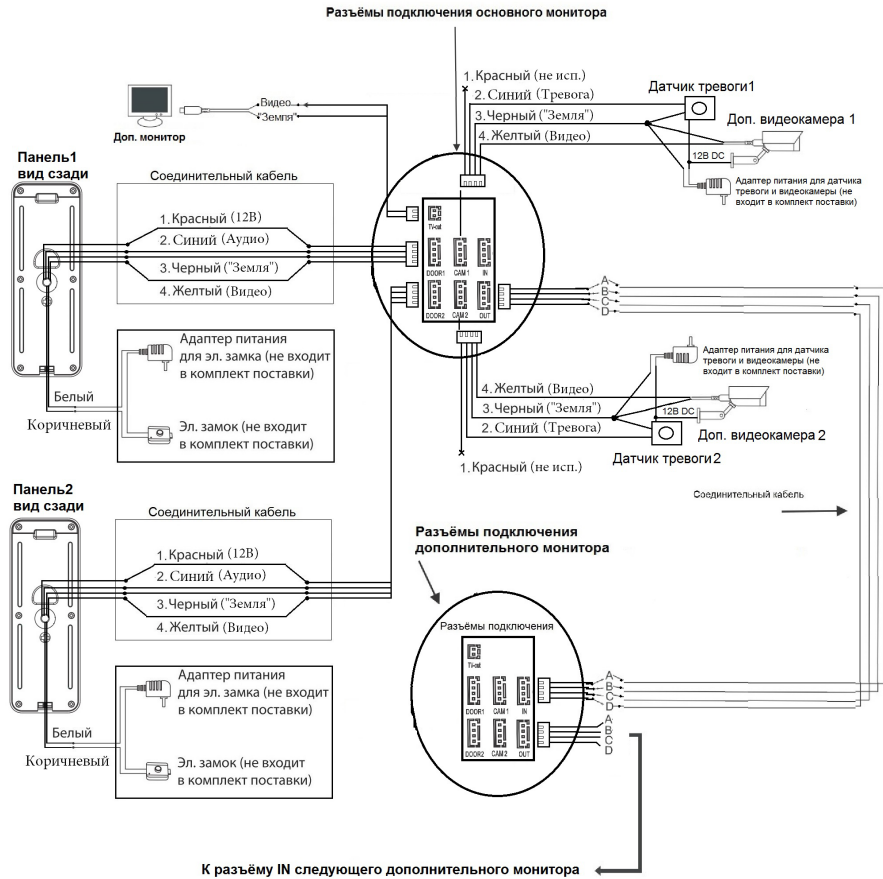 Разъёмы подключения основного монитора
1.Красный (не исп.)
2. Синий (Тревога)
3.Черный ("Земля")
4. Желтый (Видео)
Датчик тревоги1
Доп. видеокамера 1
12В DC
Адаптер питания для датчика
тревоги и видеокамеры (не
входит в комплект поставки)
Видео
"Земля"
Доп. монитор
Панель1
вид сзади
Соединительный кабель
1.Красный (12В)
2. Синий (Аудио)
3.Черный ("Земля")
4. Желтый (Видео)
TV-out
DOOR1
CAM 1
IN
DOOR2
CAM 2
OUT
A
B
C
D
Адаптер питания
для эл. замка (не входит
в комплект поставки)
Белый
Коричневый
Эл. замок (не входит
в комплект поставки)
Адаптер питания для датчика
тревоги и видеокамеры (не
входит в комплект поставки)
4. Желтый (Видео)
3.Черный ("Земля")
2. Синий (Тревога)
1.Красный (не исп.)
12В DC
Доп. видеокамера 2
Датчик тревоги2
Панель2
вид сзади
Соединительный кабель
1.Красный (12В)
2. Синий (Аудио)
3.Черный ("Земля")
4. Желтый (Видео)
Соединительный кабель
Разъёмы подключения
дополнительного монитора
Разъёмы подключения
TV-out
DOOR1
CAM 1
IN
DOOR2
CAM 2
OUT
A
B
C
D
A
B
C
D
Адаптер питания
для эл. замка (не входит
в комплект поставки)
Белый
Коричневый
Эл. замок (не входит
в комплект поставки)
К разъёму IN следующего дополнительного монитора